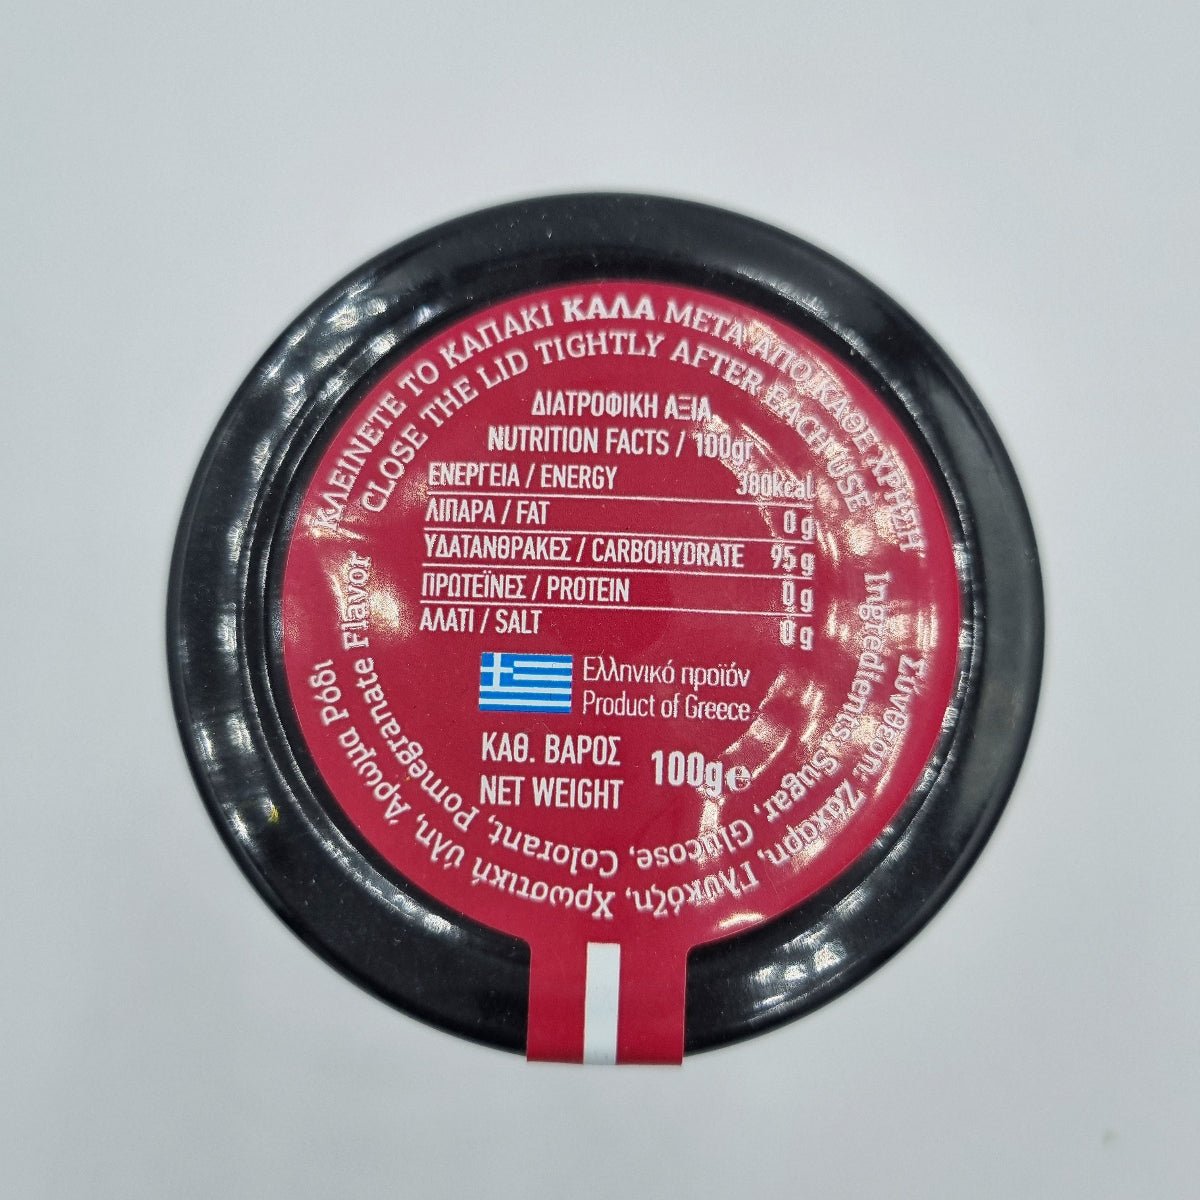 ΚΛΕΙΝΕΤΕ ΤΟ ΚΑΠΑΚΙ ΚΑΛΑ ΜΕΤΑ ΑΠΟ ΚΑΘΕ ΧΡΗΣΗ
CLOSE THE LID TIGHTLY AFTER EACH USE
ΔΙΑΤΡΟΦΙΚΗ ΑΞΙΑ
NUTRITION FACTS / 100gr
ΕΝΕΡΓΕΙΑ / ENERGY 380kcal
ΛΙΠΑΡΑ / FAT 0 g
ΥΔΑΤΑΝΘΡΑΚΕΣ / CARBOHYDRATE 95 g
ΠΡΩΤΕΪΝΕΣ / PROTEIN 0 g
ΑΛΑΤΙ / SALT 0 g
Ελληνικό προϊόν
Product of Greece
ΚΑΘ. ΒΑΡΟΣ
NET WEIGHT
100g ℮
Ingredients: Sugar, Glucose, Colorant, Pomegranate Flavor
Σύνθεση: Ζάχαρη, Γλυκόζη, Χρωστική ύλη, Άρωμα Ρόδι